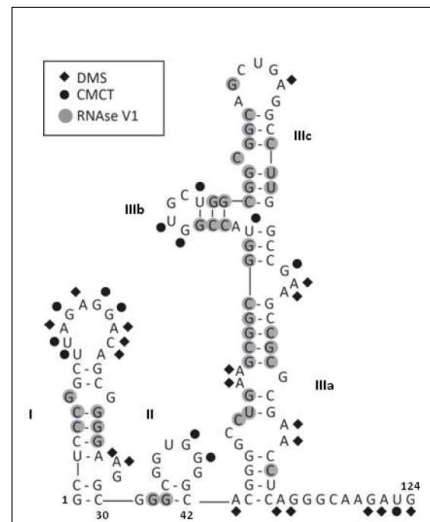 DMS
CMCT
RNAse V1
C U G
G A
A G
C - G
G - C
C
G - U
G - U
IIIc
IIIb
C U G G C - G
G
U G G C C A U G
G - C
G - C
G
A
A
C - G
G - C
C - G
G - C
G
A
A
IIIa
G A G
A G
U A
U C
C A
U - G
C - G
G
C - G
C - G
U - A
C - G
A
G
I
II
U G
G G
G G
G - C
1 G C
30
G G G C
42
A C A G G G C A A G A U G
124